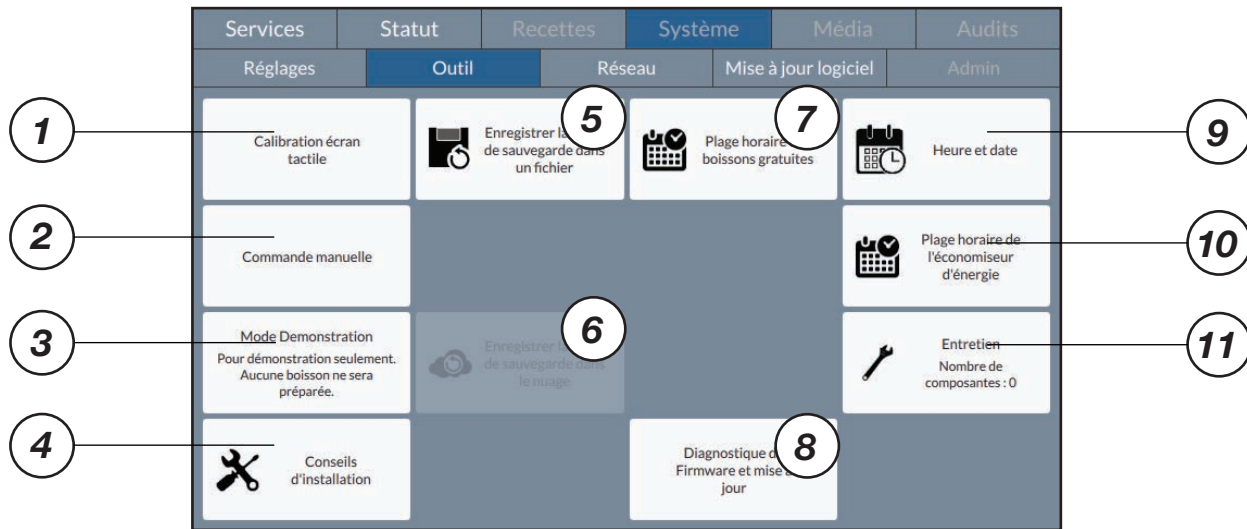 Services Statut Recettes Système Média Audits
Réglages Outil Réseau Mise à jour logiciel Admin
1
Calibration écran
tactile
5
Enregistrer la
de sauvegarde dans
un fichier
7
Plage horaire
boissons gratuites
9
Heure et date
2
Commande manuelle
10
Plage horaire de
l'économiseur
d'énergie
3
Mode Demonstration
Pour démonstration seulement.
Aucune boisson ne sera
préparée.
6
Enregistrer
de sauvegarde dans
le nuage
11
Entretien
Nombre de
composantes : 0
4
Conseils
d'installation
8
Diagnostique
Firmware et mise
jour